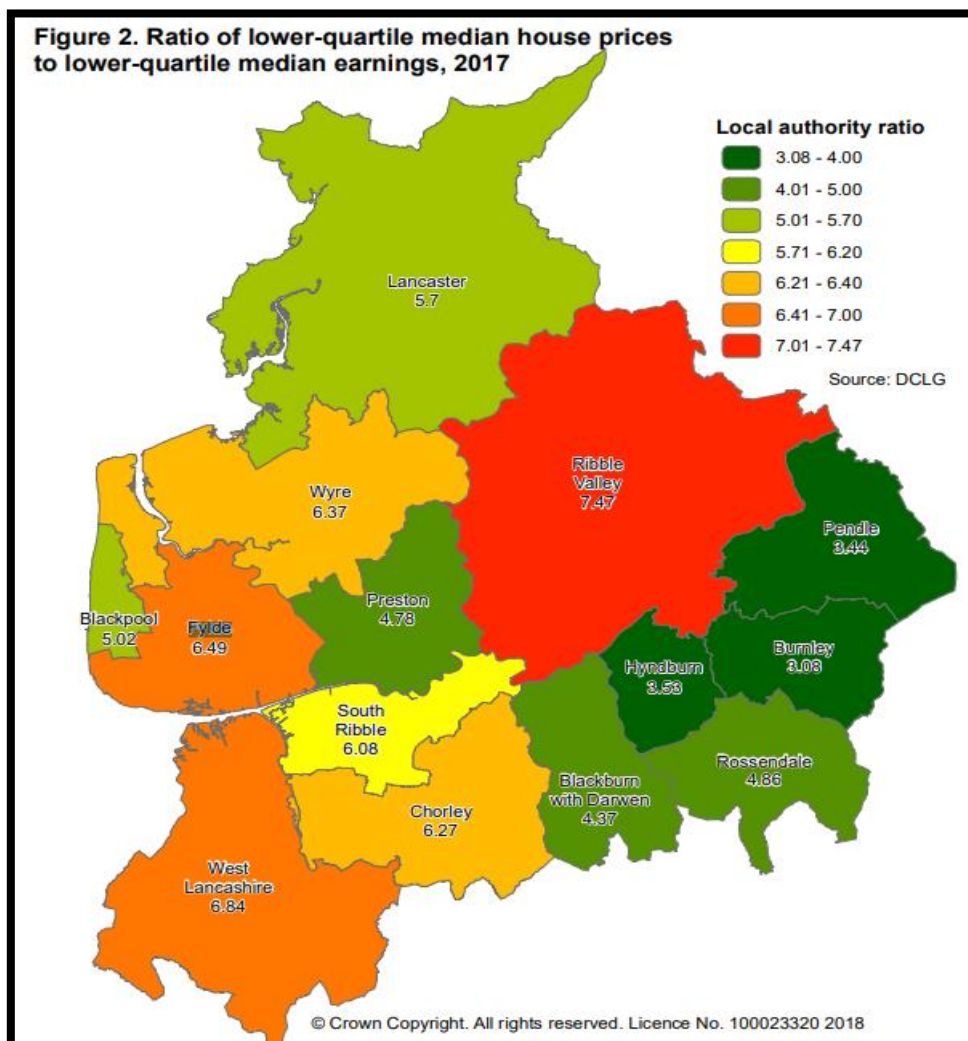 Figure 2. Ratio of lower-quartile median house prices
to lower-quartile median earnings, 2017
Local authority ratio
3.08 - 4.00
4.01 - 5.00
5.01 - 5.70
5.71 - 6.20
6.21 - 6.40
6.41 - 7.00
7.01 - 7.47
Source: DCLG
Lancaster
5.7
Ribble
Valley
7.47
Wyre
6.37
Pendle
3.44
Preston
4.78
Blackpool
5.02
Fylde
6.49
Burnley
3.08
Hyndburn
3.53
South
Ribble
6.08
Rossendale
4.86
Blackburn
with Darwen
4.37
Chorley
6.27
West
Lancashire
6.84
© Crown Copyright. All rights reserved. Licence No. 100023320 2018